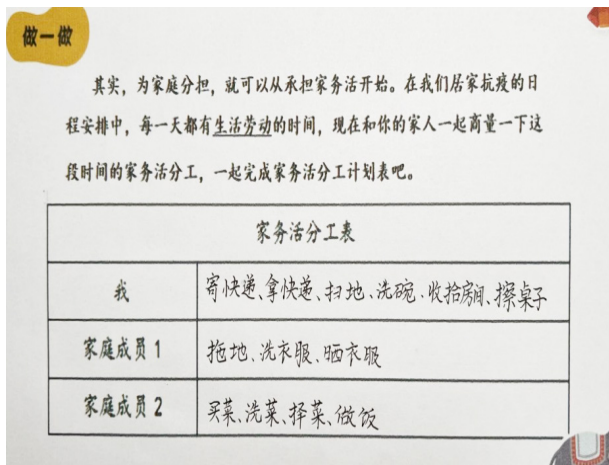 做一做
其实，为家庭分担，就可以从承担家务活开始。在我们居家抗疫的日
程安排中，每一天都有生活劳动的时间，现在和你的家人一起商量一下这
段时间的家务活分工，一起完成家务活分工计划表吧。
家务活分工表
我
寄快递、拿快递、扫地、洗碗、收拾房间、擦桌子
家庭成员1
拖地、洗衣服、晒衣服
家庭成员2
买菜、洗菜、择菜、做饭